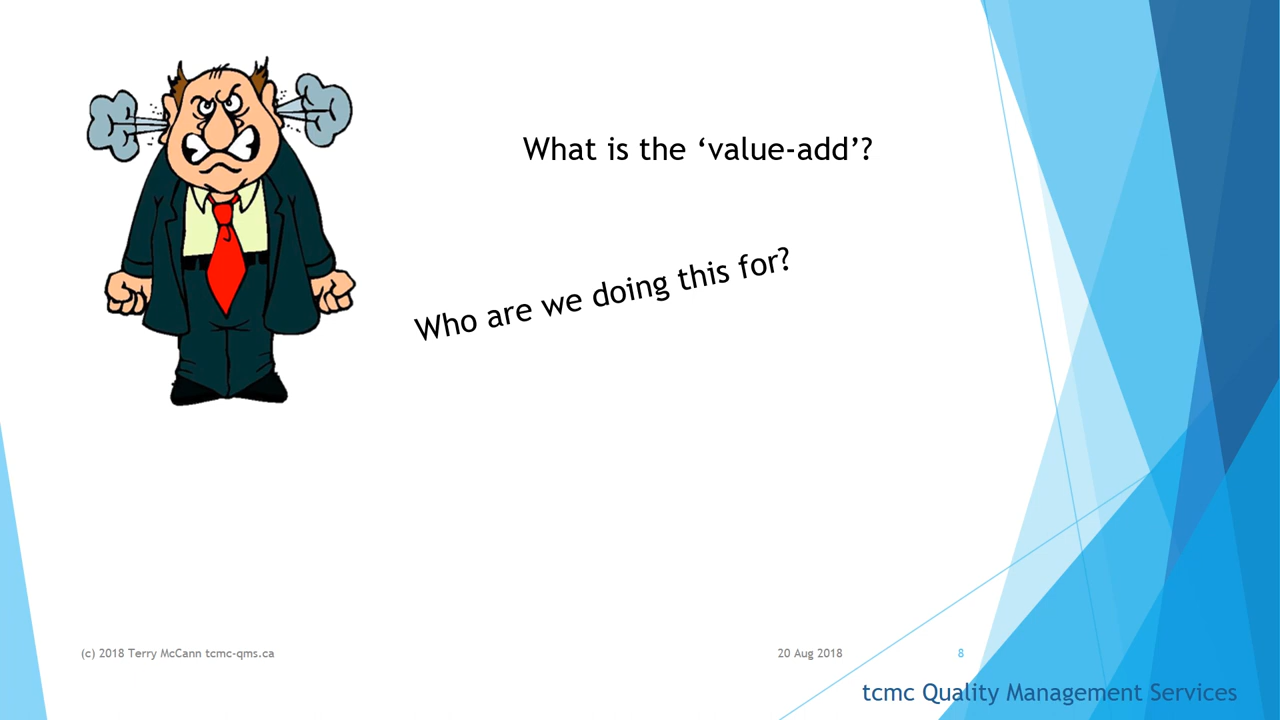 What is the ‘value-add’?
Who are we doing this for?
(c) 2018 Terry McCann tcmc-qms.ca
20 Aug 2018
8
tcmc Quality Management Services